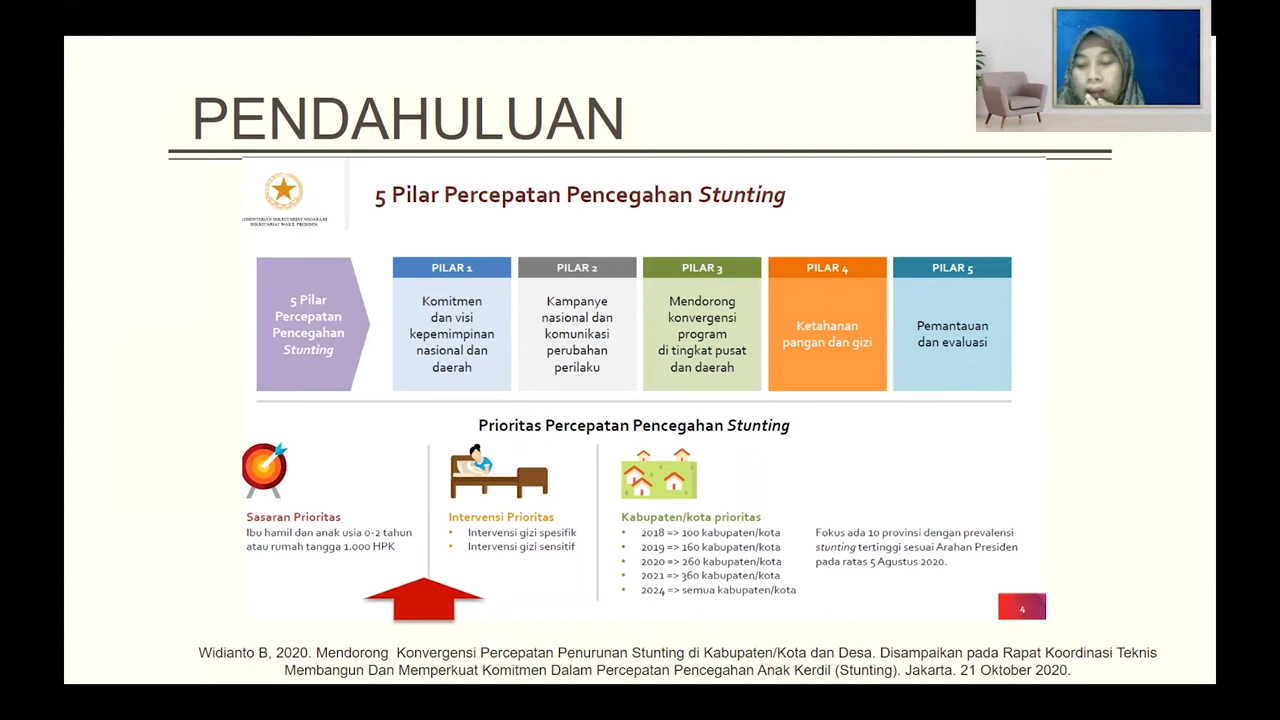 PENDAHULUAN
KEMENTERIAN SEKRETARIAT NEGARA RI
SEKRETARIAT WAKIL PRESIDEN
5 Pilar Percepatan Pencegahan Stunting
5 Pilar
Percepatan
Pencegahan
Stunting
PILAR 1
Komitmen
dan visi
kepemimpinan
nasional dan
daerah
PILAR 2
Kampanye
nasional dan
komunikasi
perubahan
perilaku
PILAR 3
Mendorong
konvergensi
program
di tingkat pusat
dan daerah
PILAR 4
Ketahanan
pangan dan gizi
PILAR 5
Pemantauan
dan evaluasi
Prioritas Percepatan Pencegahan Stunting
Sasaran Prioritas
Ibu hamil dan anak usia 0-2 tahun
atau rumah tangga 1.000 HPK
Intervensi Prioritas
• Intervensi gizi spesifik
• Intervensi gizi sensitif
Kabupaten/kota prioritas
• 2018 => 100 kabupaten/kota
• 2019 => 160 kabupaten/kota
• 2020 => 260 kabupaten/kota
• 2021 => 360 kabupaten/kota
• 2024 => semua kabupaten/kota
Fokus ada 10 provinsi dengan prevalensi
stunting tertinggi sesuai Arahan Presiden
pada ratas 5 Agustus 2020.
4
Widianto B, 2020. Mendorong Konvergensi Percepatan Penurunan Stunting di Kabupaten/Kota dan Desa. Disampaikan pada Rapat Koordinasi Teknis
Membangun Dan Memperkuat Komitmen Dalam Percepatan Pencegahan Anak Kerdil (Stunting). Jakarta. 21 Oktober 2020.